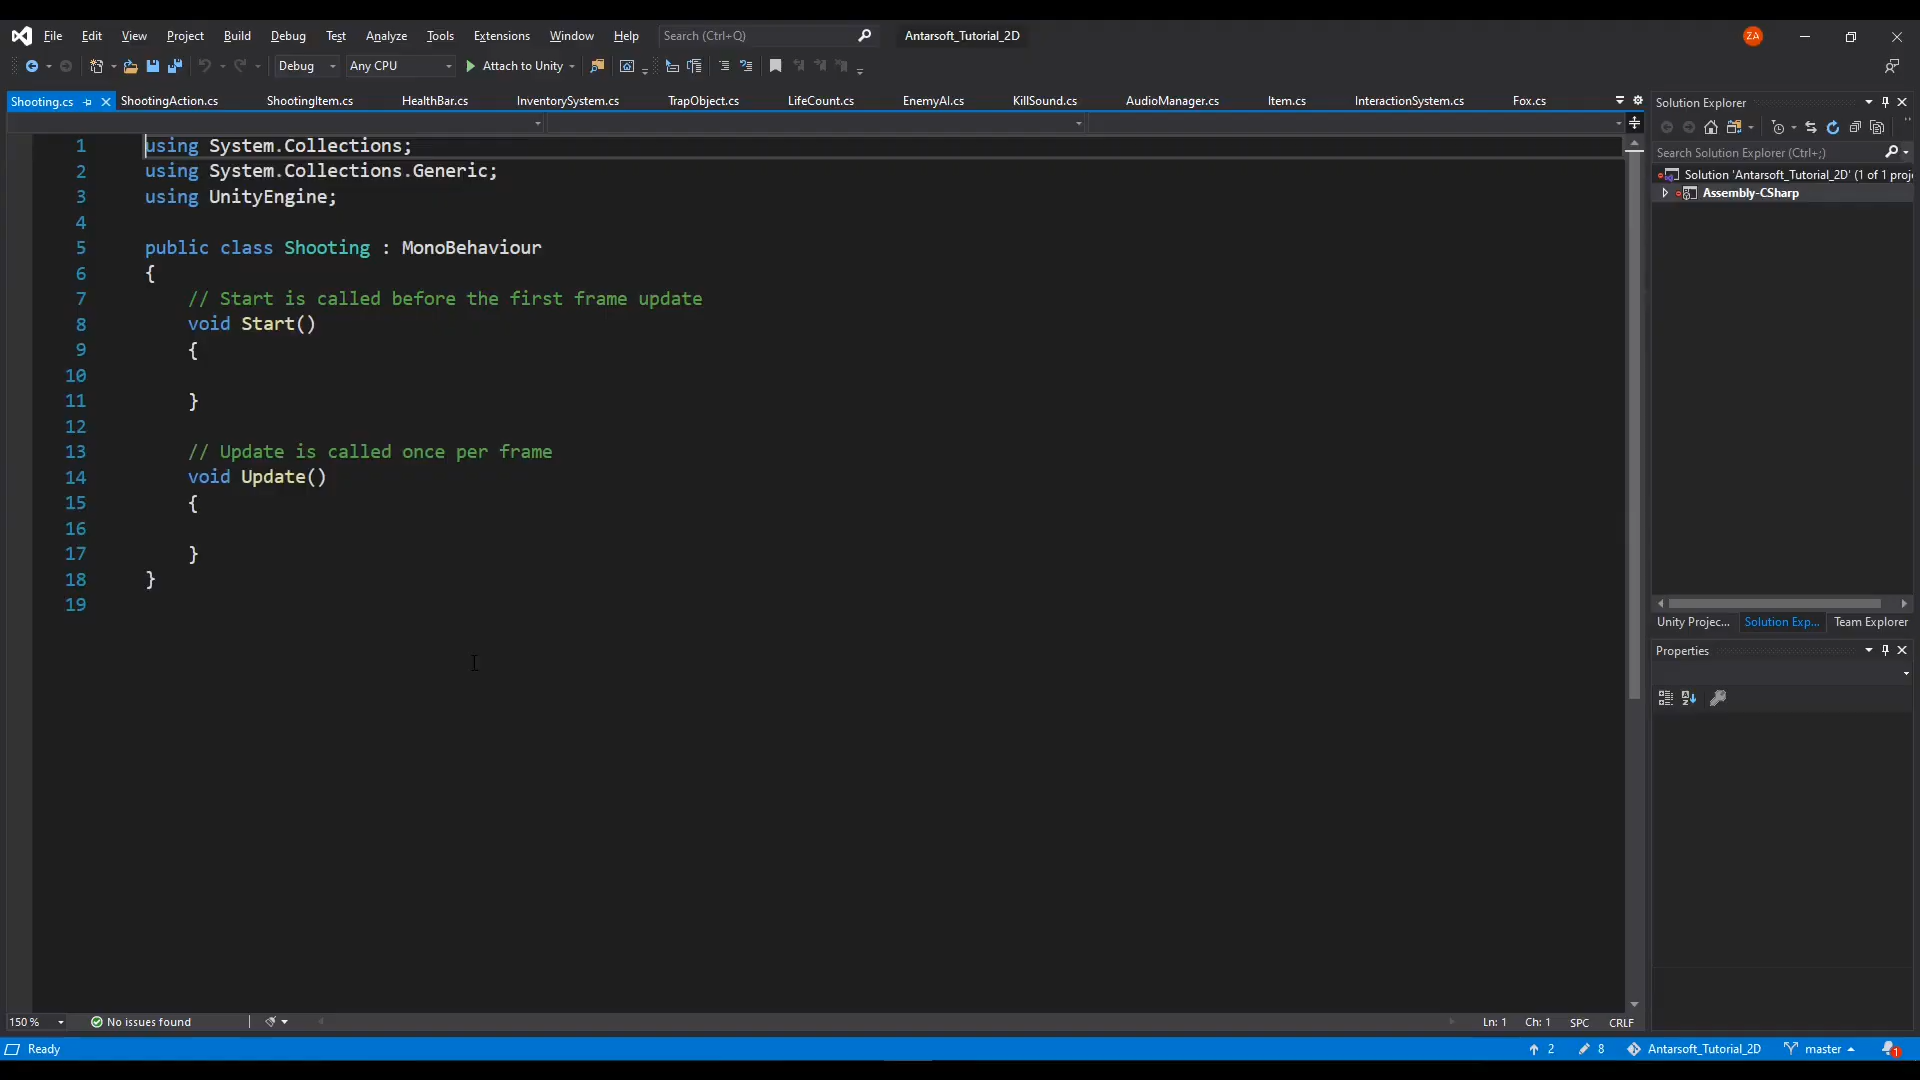 File Edit View Project Build Debug Test Analyze Tools Extensions Window Help Search (Ctrl+Q) Antarsoft_Tutorial_2D ZA
Debug Any CPU Attach to Unity
Shooting.cs ShootingAction.cs ShootingItem.cs HealthBar.cs InventorySystem.cs TrapObject.cs LifeCount.cs EnemyAI.cs KillSound.cs AudioManager.cs Item.cs InteractionSystem.cs Fox.cs
1 using System.Collections;
2 using System.Collections.Generic;
3 using UnityEngine;
4
5 public class Shooting : MonoBehaviour
6 {
7 // Start is called before the first frame update
8 void Start()
9 {
10
11 }
12
13 // Update is called once per frame
14 void Update()
15 {
16
17 }
18 }
19
150 % No issues found Ln: 1 Ch: 1 SPC CRLF
Solution Explorer
Search Solution Explorer (Ctrl+;)
Solution 'Antarsoft_Tutorial_2D' (1 of 1 proje
Assembly-CSharp
Unity Projec... Solution Exp... Team Explorer
Properties
Ready 2 8 Antarsoft_Tutorial_2D master 1